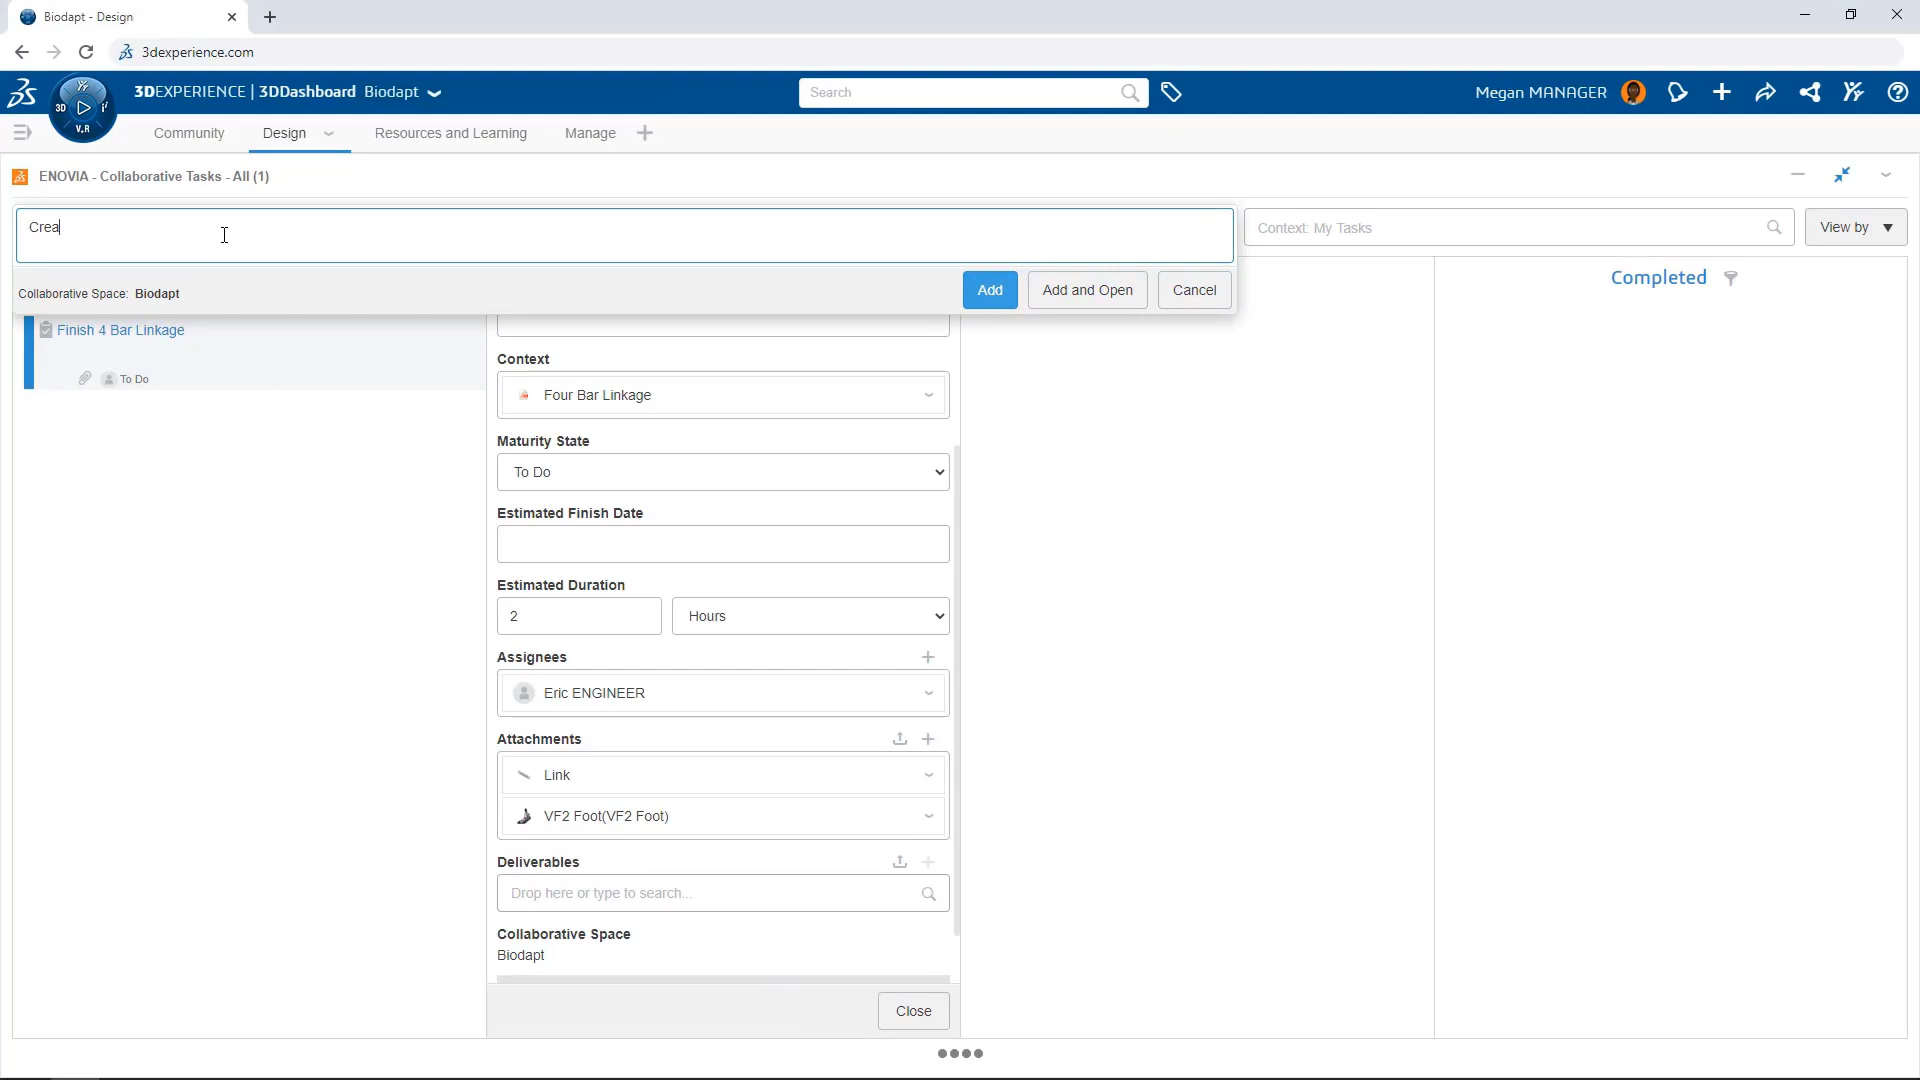 Biodapt - Design
3dexperience.com
3DEXPERIENCE | 3DDashboard Biodapt
Search
Megan MANAGER
3D
V.R
Community
Design
Resources and Learning
Manage
ENOVIA - Collaborative Tasks - All (1)
Crea
Context: My Tasks
View by
Collaborative Space: Biodapt
Add
Add and Open
Cancel
Completed
Finish 4 Bar Linkage
To Do
Context
Four Bar Linkage
Maturity State
To Do
Estimated Finish Date
Estimated Duration
2
Hours
Assignees
Eric ENGINEER
Attachments
Link
VF2 Foot(VF2 Foot)
Deliverables
Drop here or type to search...
Collaborative Space
Biodapt
Close